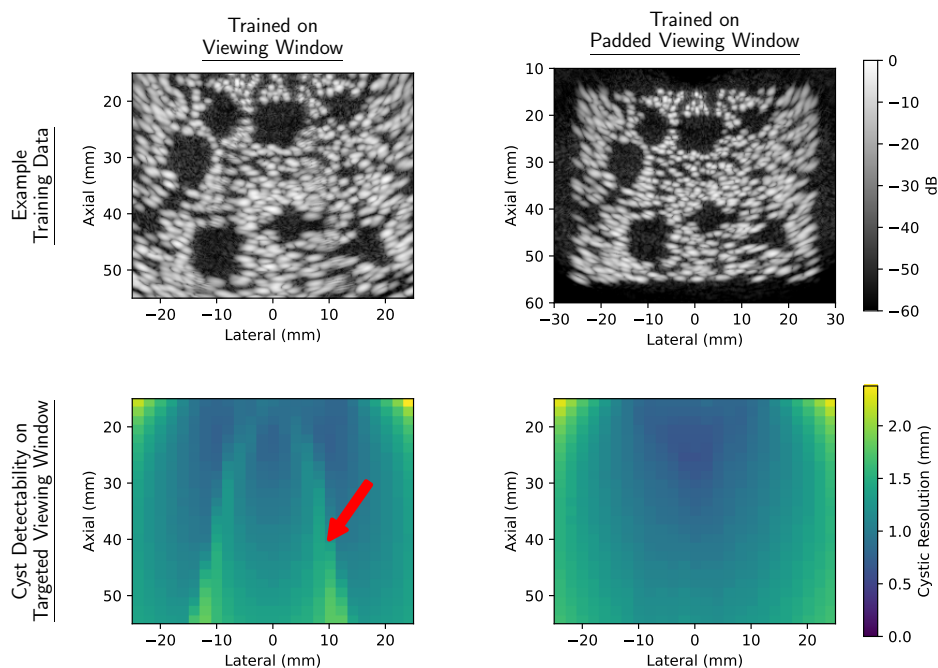 Trained on
Viewing Window
Trained on
Padded Viewing Window
Example
Training Data
Axial (mm)
20
30
40
50
−20
−10
0
10
20
Lateral (mm)
Axial (mm)
10
20
30
40
50
60
−30
−20
−10
0
10
20
30
Lateral (mm)
0
−10
−20
−30
−40
−50
−60
dB
Cyst Detectability on
Targeted Viewing Window
Axial (mm)
20
30
40
50
−20
−10
0
10
20
Lateral (mm)
Axial (mm)
20
30
40
50
−20
−10
0
10
20
Lateral (mm)
2.0
1.5
1.0
0.5
0.0
Cystic Resolution (mm)